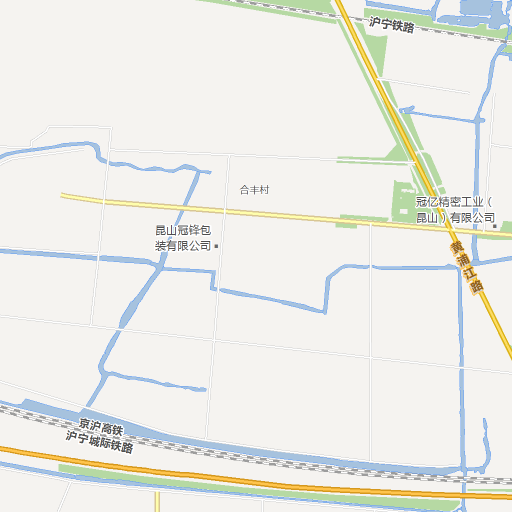 沪宁铁路
合丰村
冠亿精密工业（
昆山）有限公司
昆山冠锋包
装有限公司
黄浦江路
京沪高铁
沪宁城际铁路